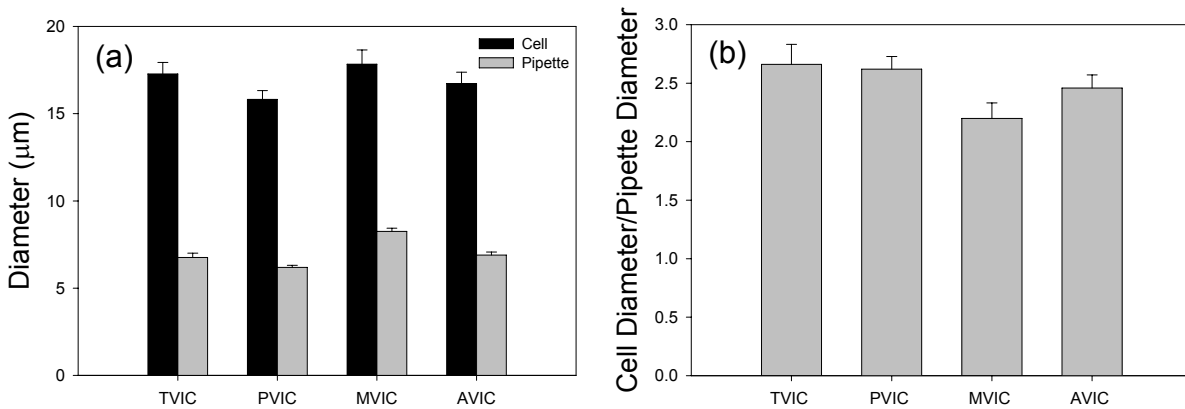 (a)
Cell
Pipette
Diameter (μm)
20
15
10
5
0
TVIC PVIC MVIC AVIC
(b)
Cell Diameter/Pipette Diameter
3.0
2.5
2.0
1.5
1.0
0.5
0.0
TVIC PVIC MVIC AVIC